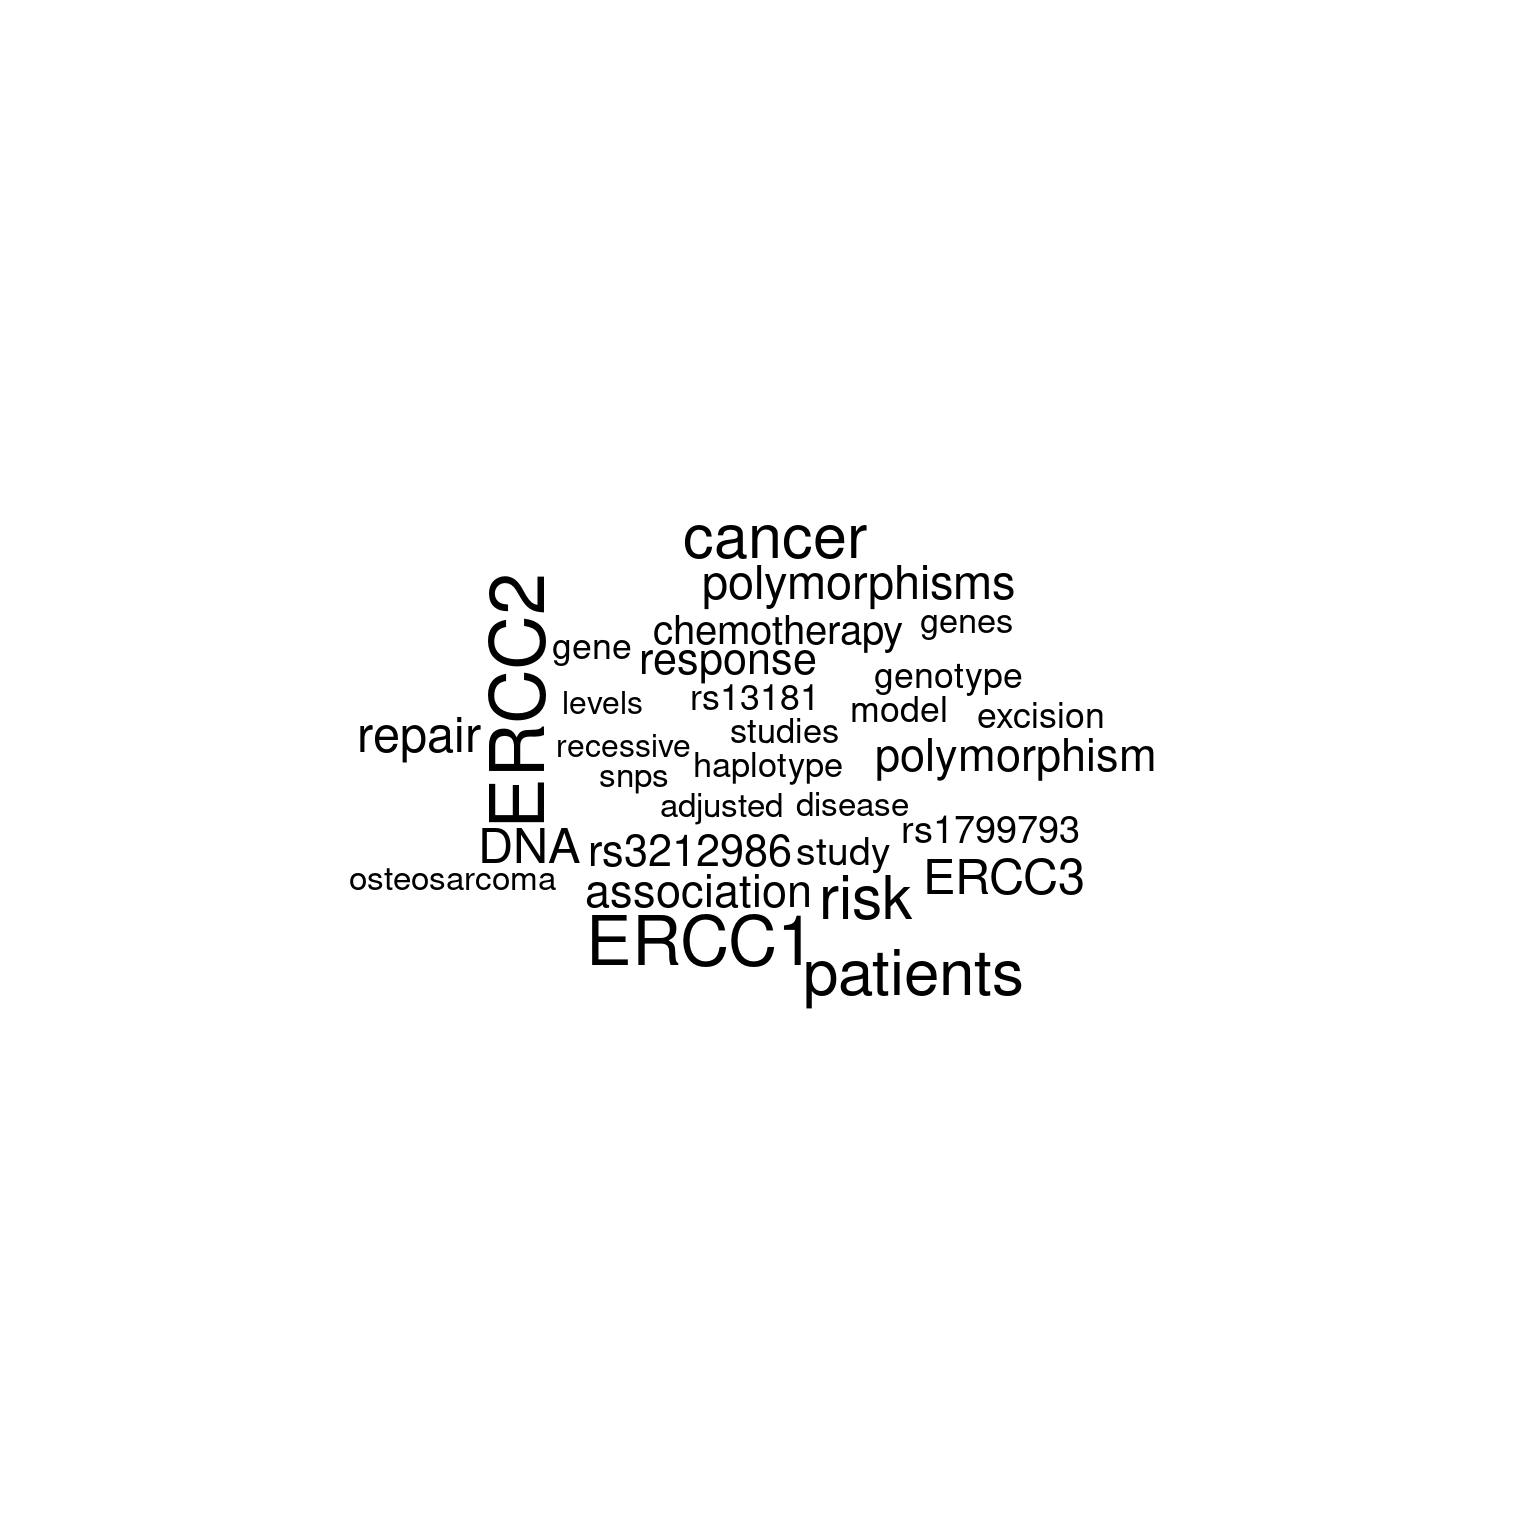 cancer
polymorphisms
ERCC2
chemotherapy
genes
gene
response
genotype
levels
rs13181
model
excision
repair
studies
recessive
polymorphism
snps
haplotype
adjusted
disease
rs1799793
DNA
rs3212986
study
ERCC3
osteosarcoma
association
risk
ERCC1
patients